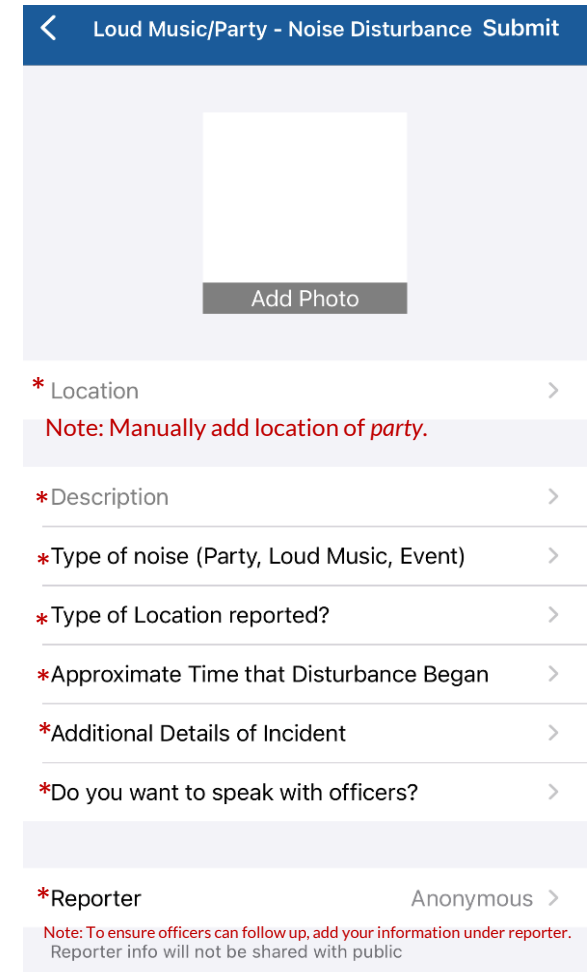 Loud Music/Party - Noise Disturbance Submit
Add Photo
* Location
Note: Manually add location of party.
*Description
*Type of noise (Party, Loud Music, Event)
*Type of Location reported?
*Approximate Time that Disturbance Began
*Additional Details of Incident
*Do you want to speak with officers?
*Reporter Anonymous
Note: To ensure officers can follow up, add your information under reporter.
Reporter info will not be shared with public